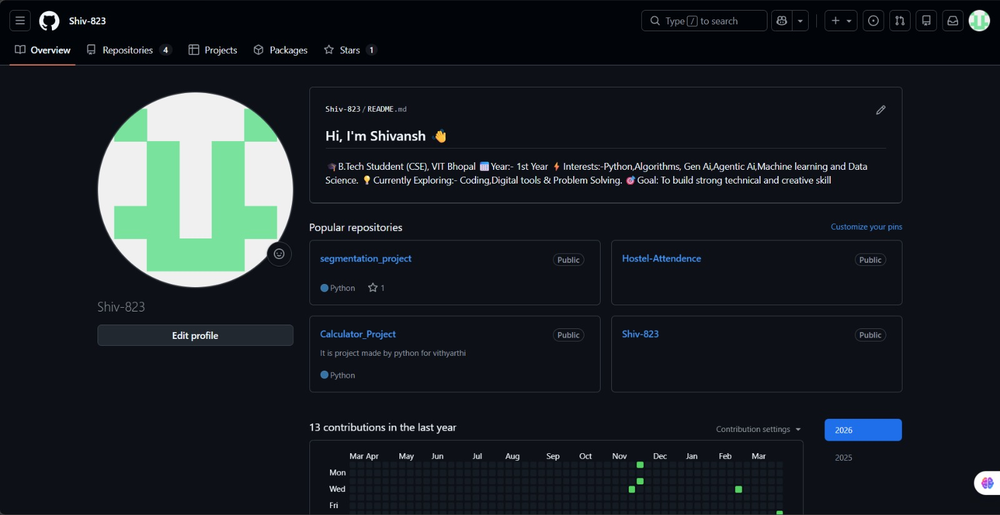 Shiv-823
Type / to search
Overview
Repositories 4
Projects
Packages
Stars 1
Shiv-823/README.md
Hi, I'm Shivansh 👋
🎓B.Tech Studdent (CSE), VIT Bhopal 📅Year:- 1st Year ⚡Interests:-Python,Algorithms, Gen Ai,Agentic Ai,Machine learning and Data
Science. 💡Currently Exploring:- Coding,Digital tools & Problem Solving. 🎯Goal: To build strong technical and creative skill
Shiv-823
Edit profile
Popular repositories
Customize your pins
segmentation_project
Public
Python
1
Hostel-Attendence
Public
Calculator_Project
Public
It is project made by python for vithyarthi
Python
Shiv-823
Public
13 contributions in the last year
Contribution settings
2026
2025
Mar Apr May Jun Jul Aug Sep Oct Nov Dec Jan Feb Mar
Mon
Wed
Fri